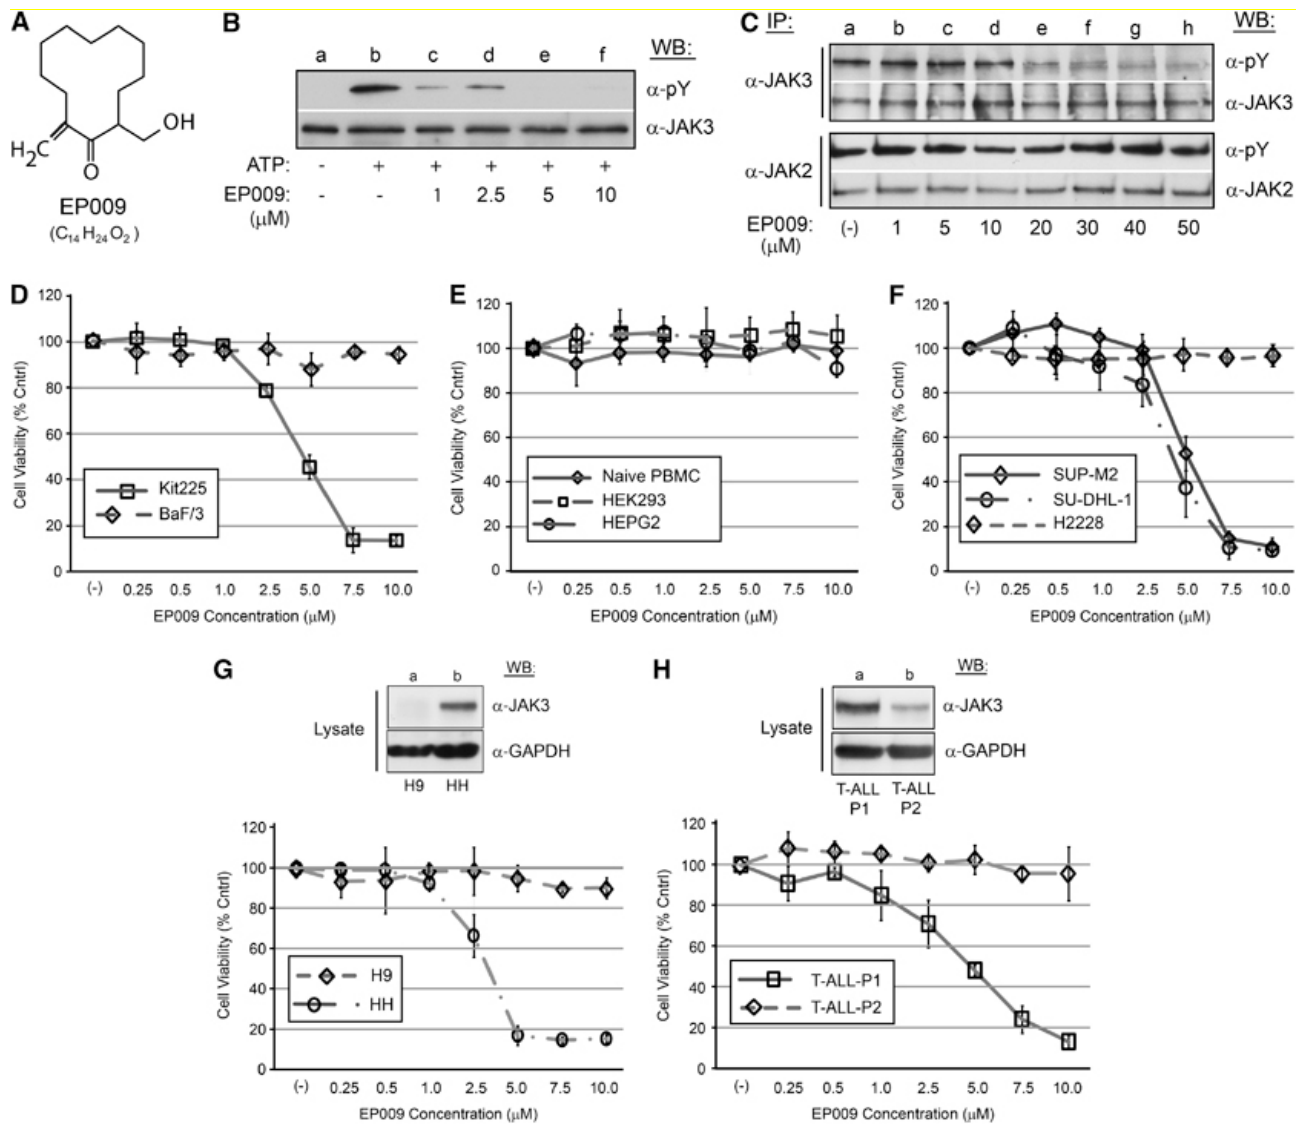 A
OH
H₂C
O
EP009
(C₁₄H₂₄O₂)
B
a b c d e f WB:
α-pY
α-JAK3
ATP: - + + + + +
EP009: - - 1 2.5 5 10
(μM)
C IP: a b c d e f g h WB:
α-JAK3
α-pY
α-JAK3
α-JAK2
α-pY
α-JAK2
EP009: (-) 1 5 10 20 30 40 50
(μM)
D
Cell Viability (% Cntrl)
120
100
80
60
40
20
0
Kit225
BaF/3
(-) 0.25 0.5 1.0 2.5 5.0 7.5 10.0
EP009 Concentration (μM)
E
Cell Viability (% Cntrl)
120
100
80
60
40
20
0
Naive PBMC
HEK293
HEPG2
(-) 0.25 0.5 1.0 2.5 5.0 7.5 10.0
EP009 Concentration (μM)
F
Cell Viability (% Cntrl)
120
100
80
60
40
20
0
SUP-M2
SU-DHL-1
H2228
(-) 0.25 0.5 1.0 2.5 5.0 7.5 10.0
EP009 Concentration (μM)
G
a b WB:
Lysate
α-JAK3
α-GAPDH
H9 HH
Cell Viability (% Cntrl)
120
100
80
60
40
20
0
H9
HH
(-) 0.25 0.5 1.0 2.5 5.0 7.5 10.0
EP009 Concentration (μM)
H
a b WB:
Lysate
α-JAK3
α-GAPDH
T-ALL T-ALL
P1 P2
Cell Viability (% Cntrl)
120
100
80
60
40
20
0
T-ALL-P1
T-ALL-P2
(-) 0.25 0.5 1.0 2.5 5.0 7.5 10.0
EP009 Concentration (μM)